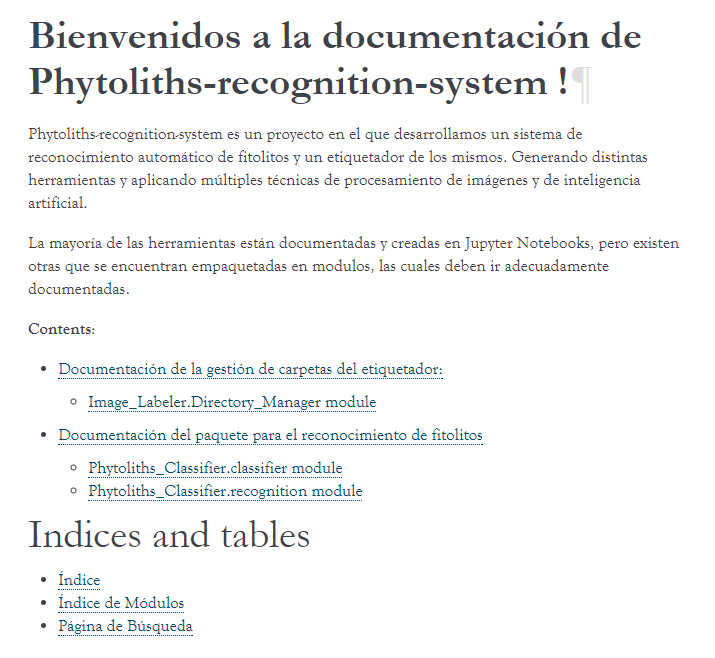 Bienvenidos a la documentación de
Phytoliths-recognition-system !¶
Phytoliths-recognition-system es un proyecto en el que desarrollamos un sistema de
reconocimiento automático de fitolitos y un etiquetador de los mismos. Generando distintas
herramientas y aplicando múltiples técnicas de procesamiento de imágenes y de inteligencia
artificial.
La mayoría de las herramientas están documentadas y creadas en Jupyter Notebooks, pero existen
otras que se encuentran empaquetadas en modulos, las cuales deben ir adecuadamente
documentadas.
Contents:
• Documentación de la gestión de carpetas del etiquetador:
◦ Image_Labeler.Directory_Manager module
• Documentación del paquete para el reconocimiento de fitolitos
◦ Phytoliths_Classifier.classifier module
◦ Phytoliths_Classifier.recognition module
Indices and tables
• Índice
• Índice de Módulos
• Página de Búsqueda